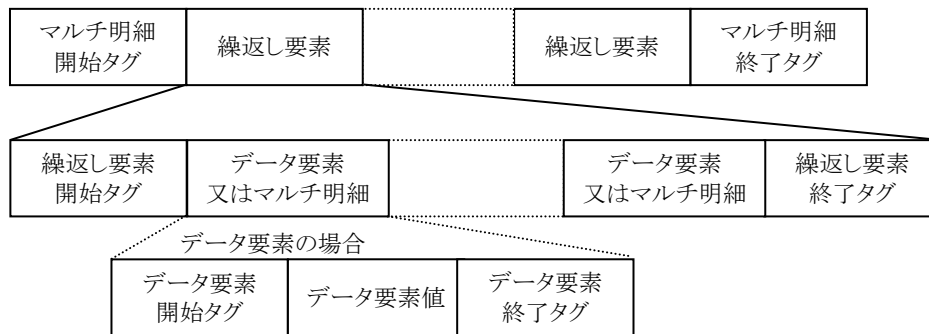 マルチ明細
開始タグ
繰返し要素
繰返し要素
マルチ明細
終了タグ
繰返し要素
開始タグ
データ要素
又はマルチ明細
データ要素
又はマルチ明細
繰返し要素
終了タグ
データ要素の場合
データ要素
開始タグ
データ要素値
データ要素
終了タグ